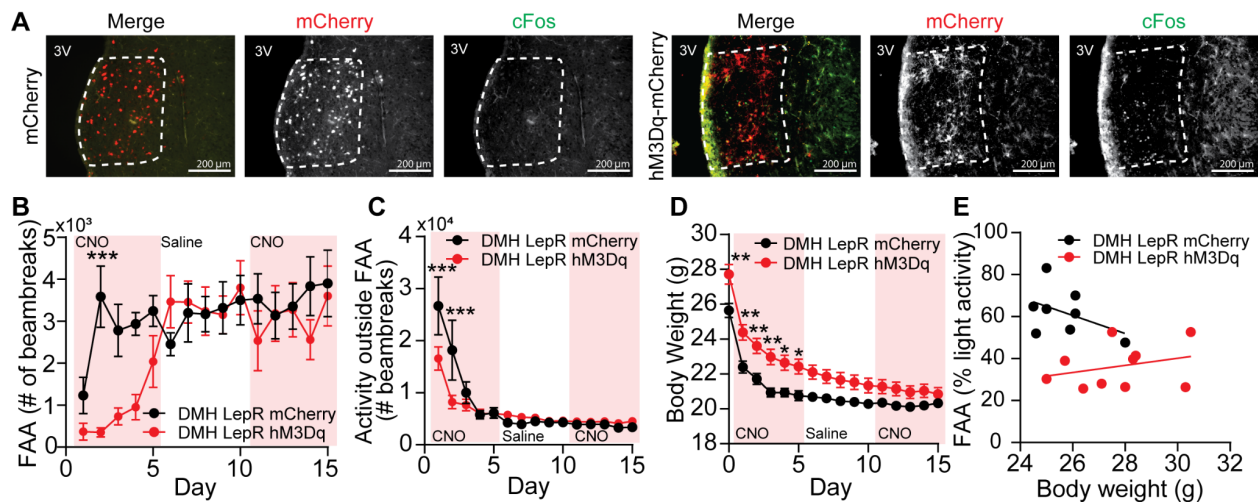 A
Merge
mCherry
cFos
Merge
mCherry
cFos
mCherry
3V
200 µm
3V
200 µm
3V
200 µm
hM3Dq-mCherry
3V
200 µm
3V
200 µm
3V
200 µm
B
x10³
FAA (# of beambreaks)
CNO
Saline
CNO
***
5
4
3
2
1
0
DMH LepR mCherry
DMH LepR hM3Dq
0
5
10
15
Day
C
x10⁴
Activity outside FAA
(# beambreaks)
4
3
2
1
0
DMH LepR mCherry
DMH LepR hM3Dq
***
***
CNO
Saline
CNO
0
5
10
15
Day
D
Body Weight (g)
30
28
26
24
22
20
18
DMH LepR mCherry
DMH LepR hM3Dq
**
**
**
**
*
*
CNO
Saline
CNO
0
5
10
15
Day
E
FAA (% light activity)
100
80
60
40
20
0
DMH LepR mCherry
DMH LepR hM3Dq
24
26
28
30
32
Body weight (g)